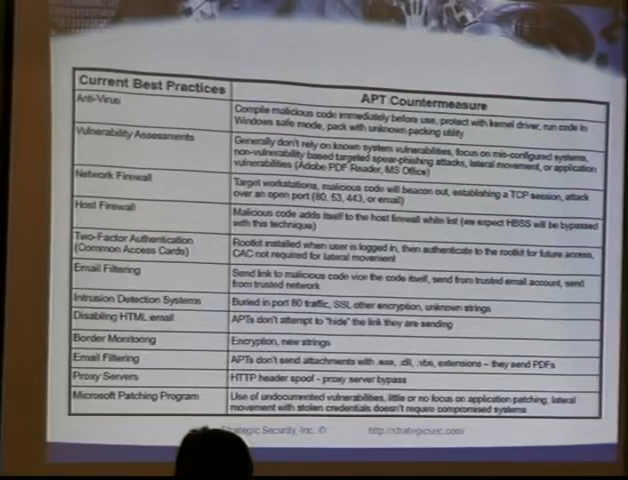 Current Best Practices
APT Countermeasure
Anti-Virus
Compile malicious code immediately before use, protect with kernel driver, run code in
Windows safe mode, pack with unknown packing utility
Vulnerability Assessments
Generally don't rely on known system vulnerabilities, focus on mis-configured systems,
non-vulnerability based targeted spear-phishing attacks, lateral movement, or application
vulnerabilities (Adobe PDF Reader, MS Office)
Network Firewall
Target workstations, malicious code will beacon out, establishing a TCP session, attack
over an open port (80, 53, 443, or email)
Host Firewall
Malicious code adds itself to the host firewall white list (we expect HBSS will be bypassed
with this technique)
Two-Factor Authentication
(Common Access Cards)
Rootkit installed when user is logged in, then authenticate to the rootkit for future access,
CAC not required for lateral movement
Email Filtering
Send link to malicious code vice the code itself, send from trusted email account, send
from trusted network
Intrusion Detection Systems
Buried in port 80 traffic, SSL other encryption, unknown strings
Disabling HTML email
APTs don't attempt to "hide" the link they are sending
Border Monitoring
Encryption, new strings
Email Filtering
APTs don't send attachments with .exe, .dll, .vbs, extensions – they send PDFs
Proxy Servers
HTTP header spoof - proxy server bypass
Microsoft Patching Program
Use of undocumented vulnerabilities, little or no focus on application patching, lateral
movement with stolen credentials doesn't require compromised systems
Security, Inc. ©
http://strategicsec.com/